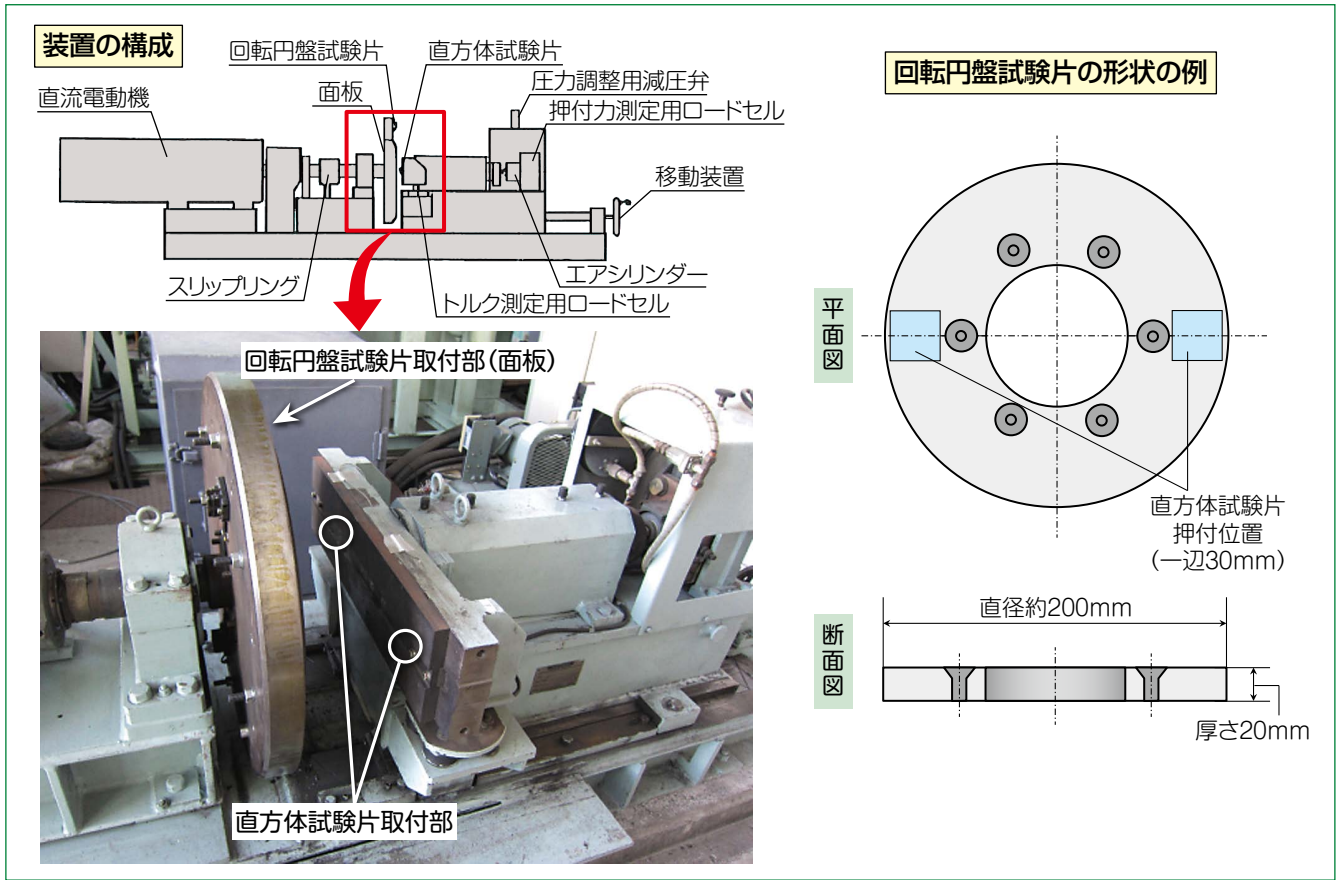 装置の構成
回転円盤試験片
直方体試験片
圧力調整用減圧弁
直流電動機
面板
押付力測定用ロードセル
移動装置
スリップリング
エアシリンダー
トルク測定用ロードセル
回転円盤試験片取付部(面板)
直方体試験片取付部
回転円盤試験片の形状の例
平面図
直方体試験片
押付位置
(一辺30mm)
断面図
直径約200mm
厚さ20mm